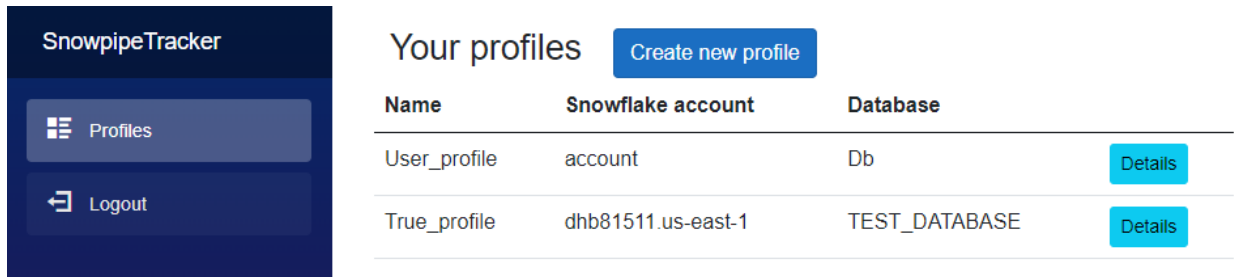 SnowpipeTracker
Profiles
Logout
Your profiles
Create new profile
Name Snowflake account Database
User_profile account Db Details
True_profile dhb81511.us-east-1 TEST_DATABASE Details